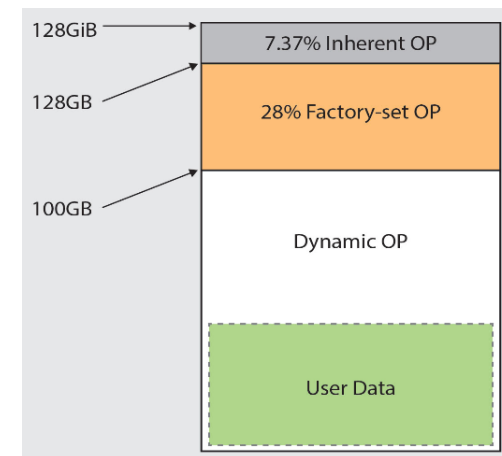 128GiB
7.37% Inherent OP
128GB
28% Factory-set OP
100GB
Dynamic OP
User Data